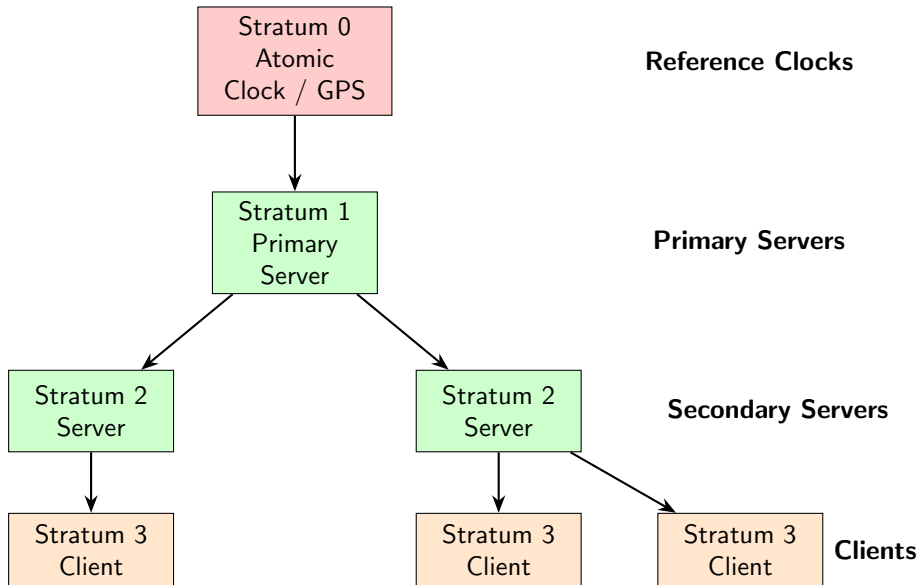 Stratum 0
Atomic
Clock / GPS
Reference Clocks
Stratum 1
Primary
Server
Primary Servers
Stratum 2
Server
Stratum 2
Server
Secondary Servers
Stratum 3
Client
Stratum 3
Client
Stratum 3
Client
Clients